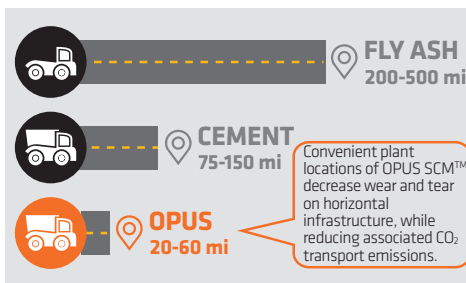 FLY ASH
200-500 mi
CEMENT
75-150 mi
OPUS
20-60 mi
Convenient plant
locations of OPUS SCM™
decrease wear and tear
on horizontal
infrastructure, while
reducing associated CO₂
transport emissions.